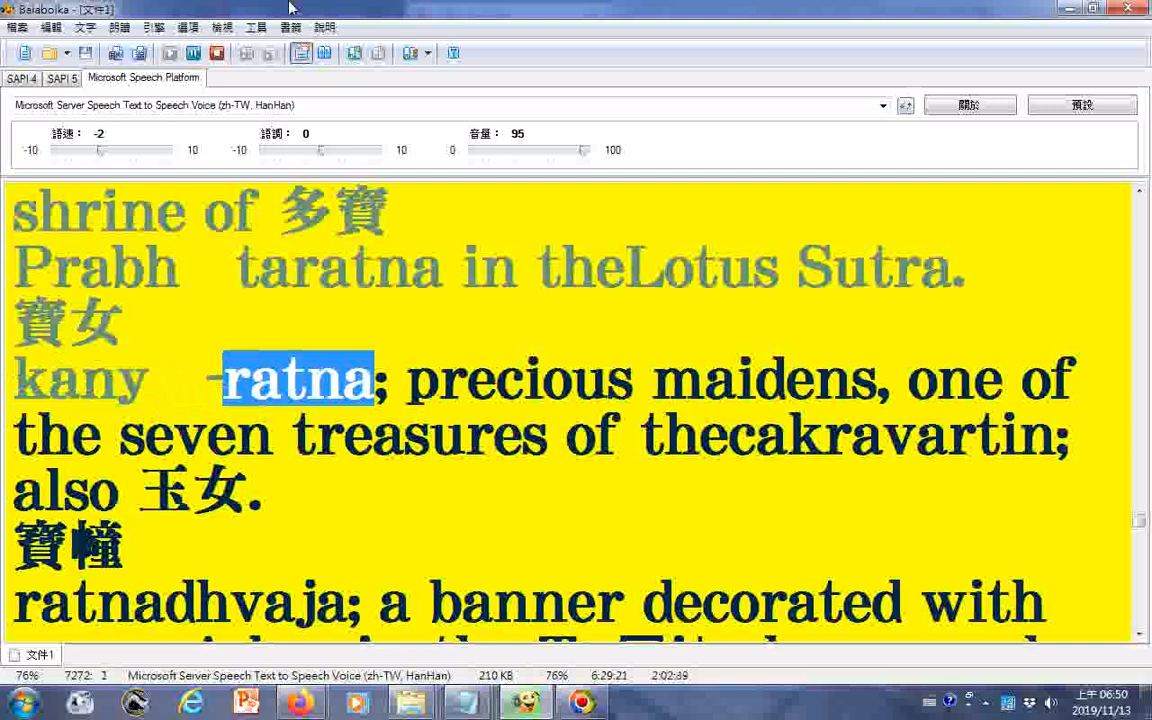 Balabolka - [文件1]
檔案 編輯 文字 朗讀 引擎 選項 檢視 工具 書籤 說明
SAPI 4 SAPI 5 Microsoft Speech Platform
Microsoft Server Speech Text to Speech Voice (zh-TW, HanHan) 關於 預設
語速： -2 語調： 0 音量： 95
-10 10 -10 10 0 100
shrine of 多寶
Prabh taratna in theLotus Sutra.
寶女
kany -ratna; precious maidens, one of
the seven treasures of thecakravartin;
also 玉女.
寶幢
ratnadhvaja; a banner decorated with
文件1
76% 7272: 1 Microsoft Server Speech Text to Speech Voice (zh-TW, HanHan) 210 KB 76% 6:29:21 2:02:39
上午 06:50
2019/11/13